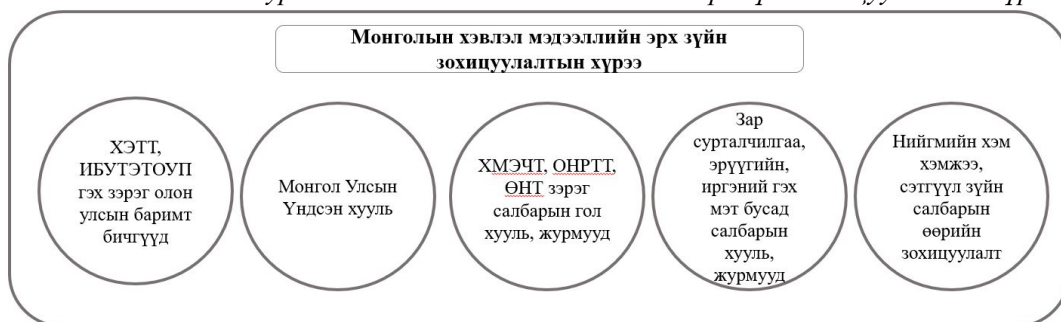 Монголын хэвлэл мэдээллийн эрх зүйн
зохицуулалтын хүрээ
ХЭТТ,
ИБУТЭТОУП
гэх зэрэг олон
улсын баримт
бичгүүд
Монгол Улсын
Үндсэн хууль
ХМЭЧТ, ОНРТТ,
ӨНТ зэрэг
салбарын гол
хууль, журмууд
Зар
сурталчилгаа,
эрүүгийн,
иргэний гэх
мэт бусад
салбарын
хууль,
журмууд
Нийгмийн хэм
хэмжээ,
сэтгүүл зүйн
салбарын
өөрийн
зохицуулалт